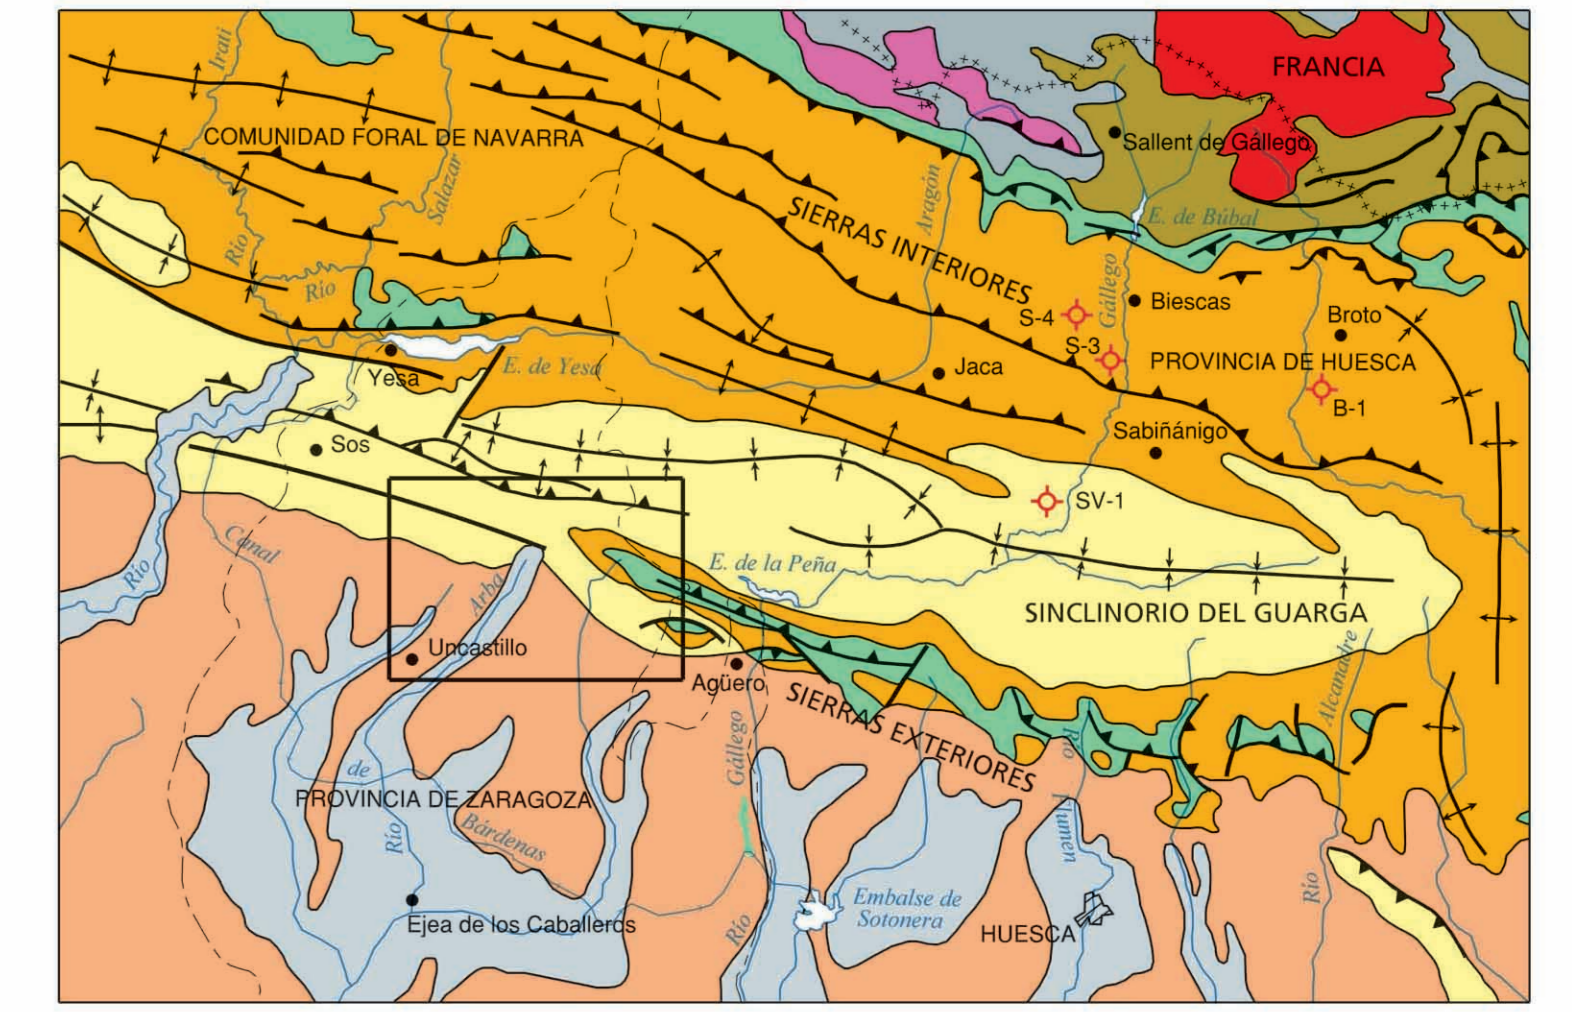 FRANCIA
Irati
COMUNIDAD FORAL DE NAVARRA
Sallent de Gállego
Salazar
Aragón
SIERRAS INTERIORES
E. de Búbal
Río
Río
Gállego
Biescas
S-4
Broto
S-3
PROVINCIA DE HUESCA
E. de Yesa
Yesa
Jaca
B-1
Sabiñánigo
Sos
SV-1
Canal
Río
Arba
E. de la Peña
SINCLINORIO DEL GUARGA
Uncastillo
Agüero
Alcanadre
SIERRAS EXTERIORES
Gállego
Río
de
PROVINCIA DE ZARAGOZA
Río
Bárdenas
Flumen
Río
Embalse de
Sotonera
Ejea de los Caballeros
Río
HUESCA